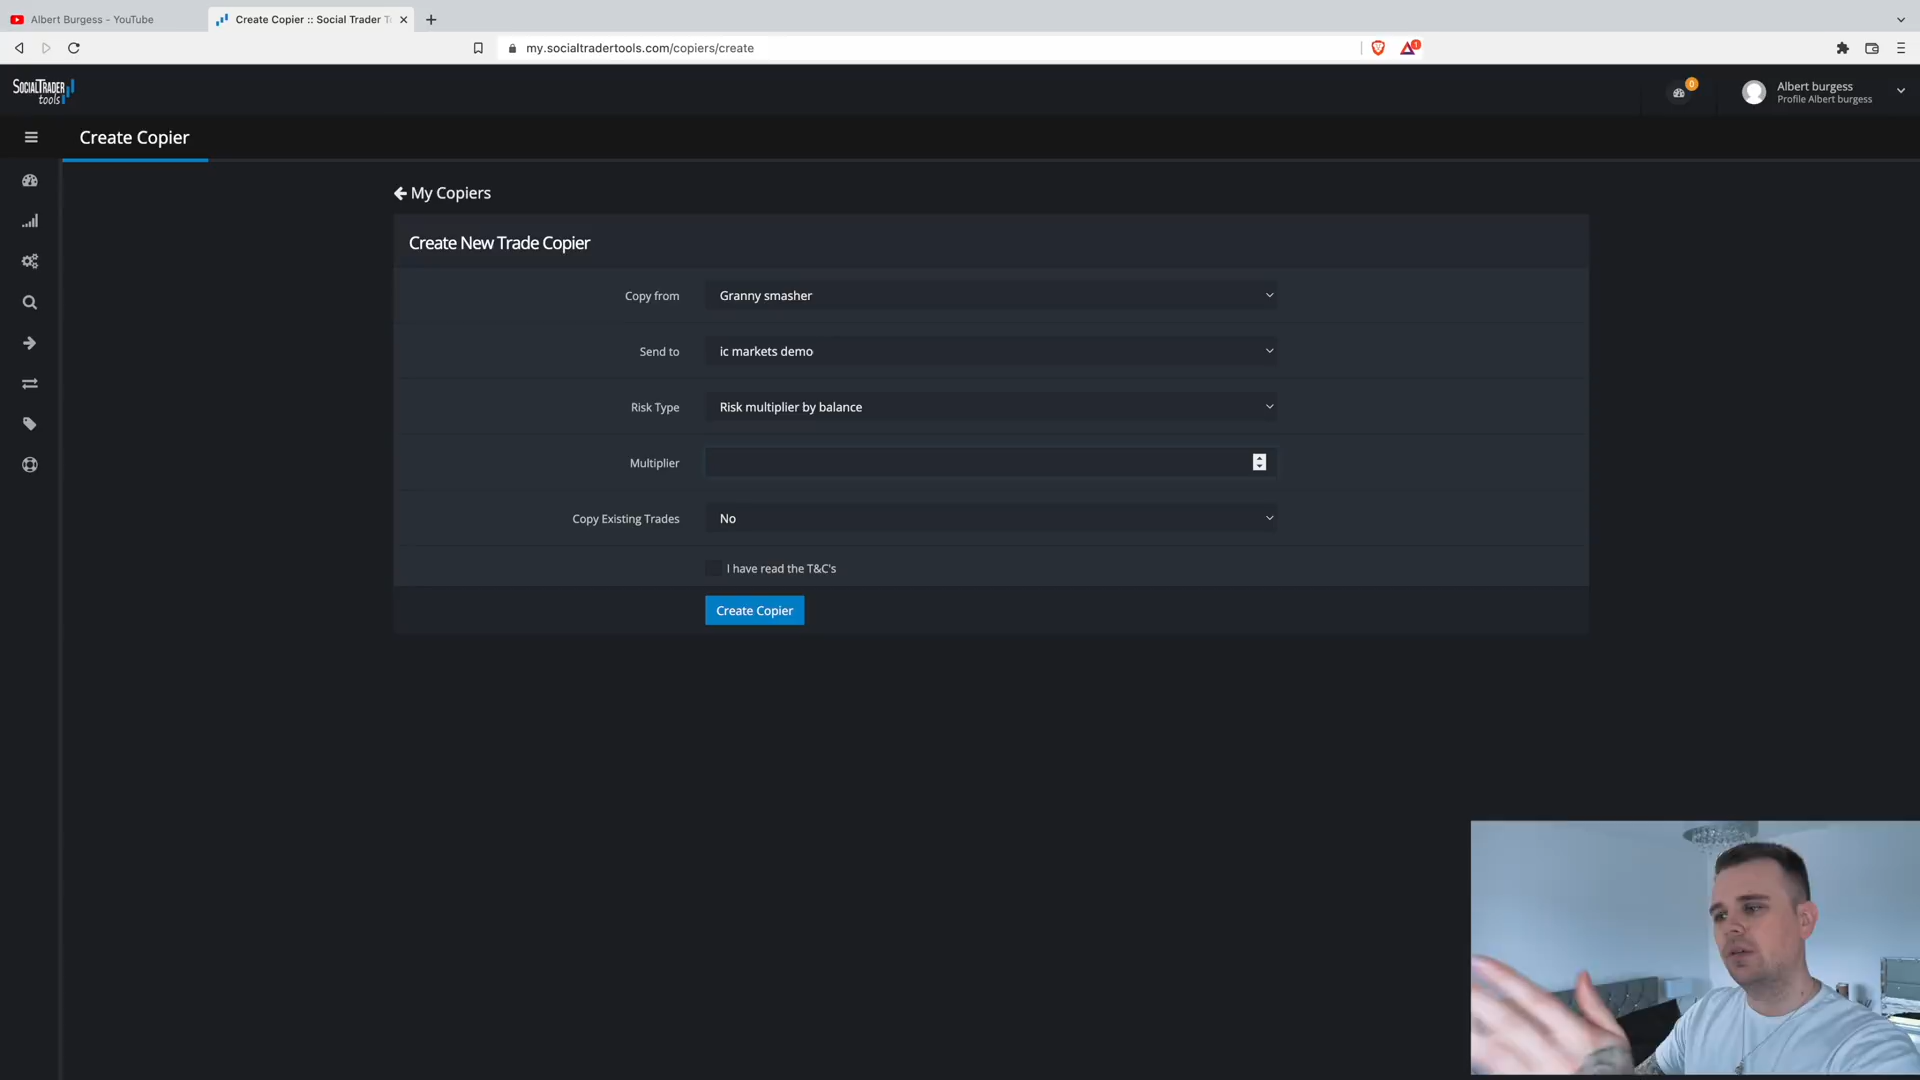 Albert Burgess - YouTube
Create Copier :: Social Trader T
my.socialtradertools.com/copiers/create
1
SOCIALTRADER
tools
0
Albert burgess
Profile Albert burgess
Create Copier
My Copiers
Create New Trade Copier
Copy from
Granny smasher
Send to
ic markets demo
Risk Type
Risk multiplier by balance
Multiplier
Copy Existing Trades
No
I have read the T&C's
Create Copier